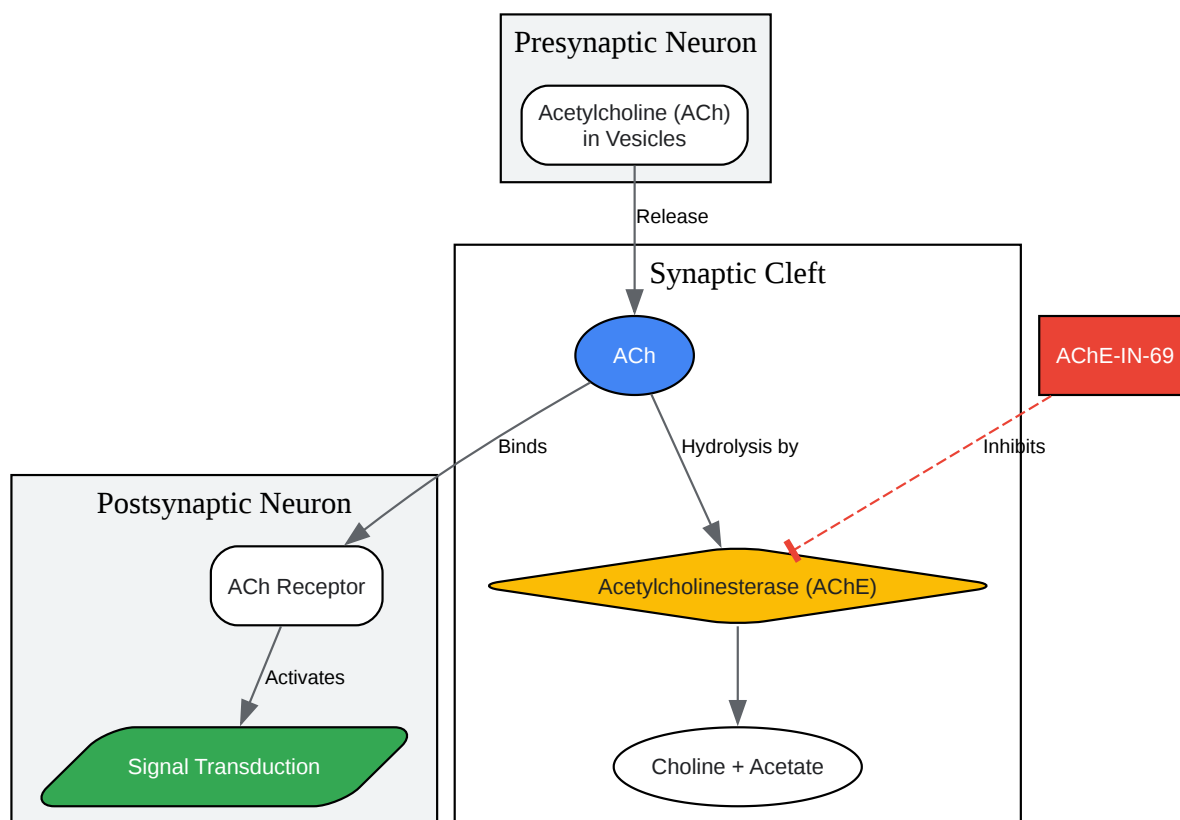 Presynaptic Neuron
Acetylcholine (ACh)
in Vesicles
Release
Synaptic Cleft
ACh
AChE-IN-69
Binds
Hydrolysis by
Inhibits
Postsynaptic Neuron
ACh Receptor
Acetylcholinesterase (AChE)
Activates
Signal Transduction
Choline + Acetate